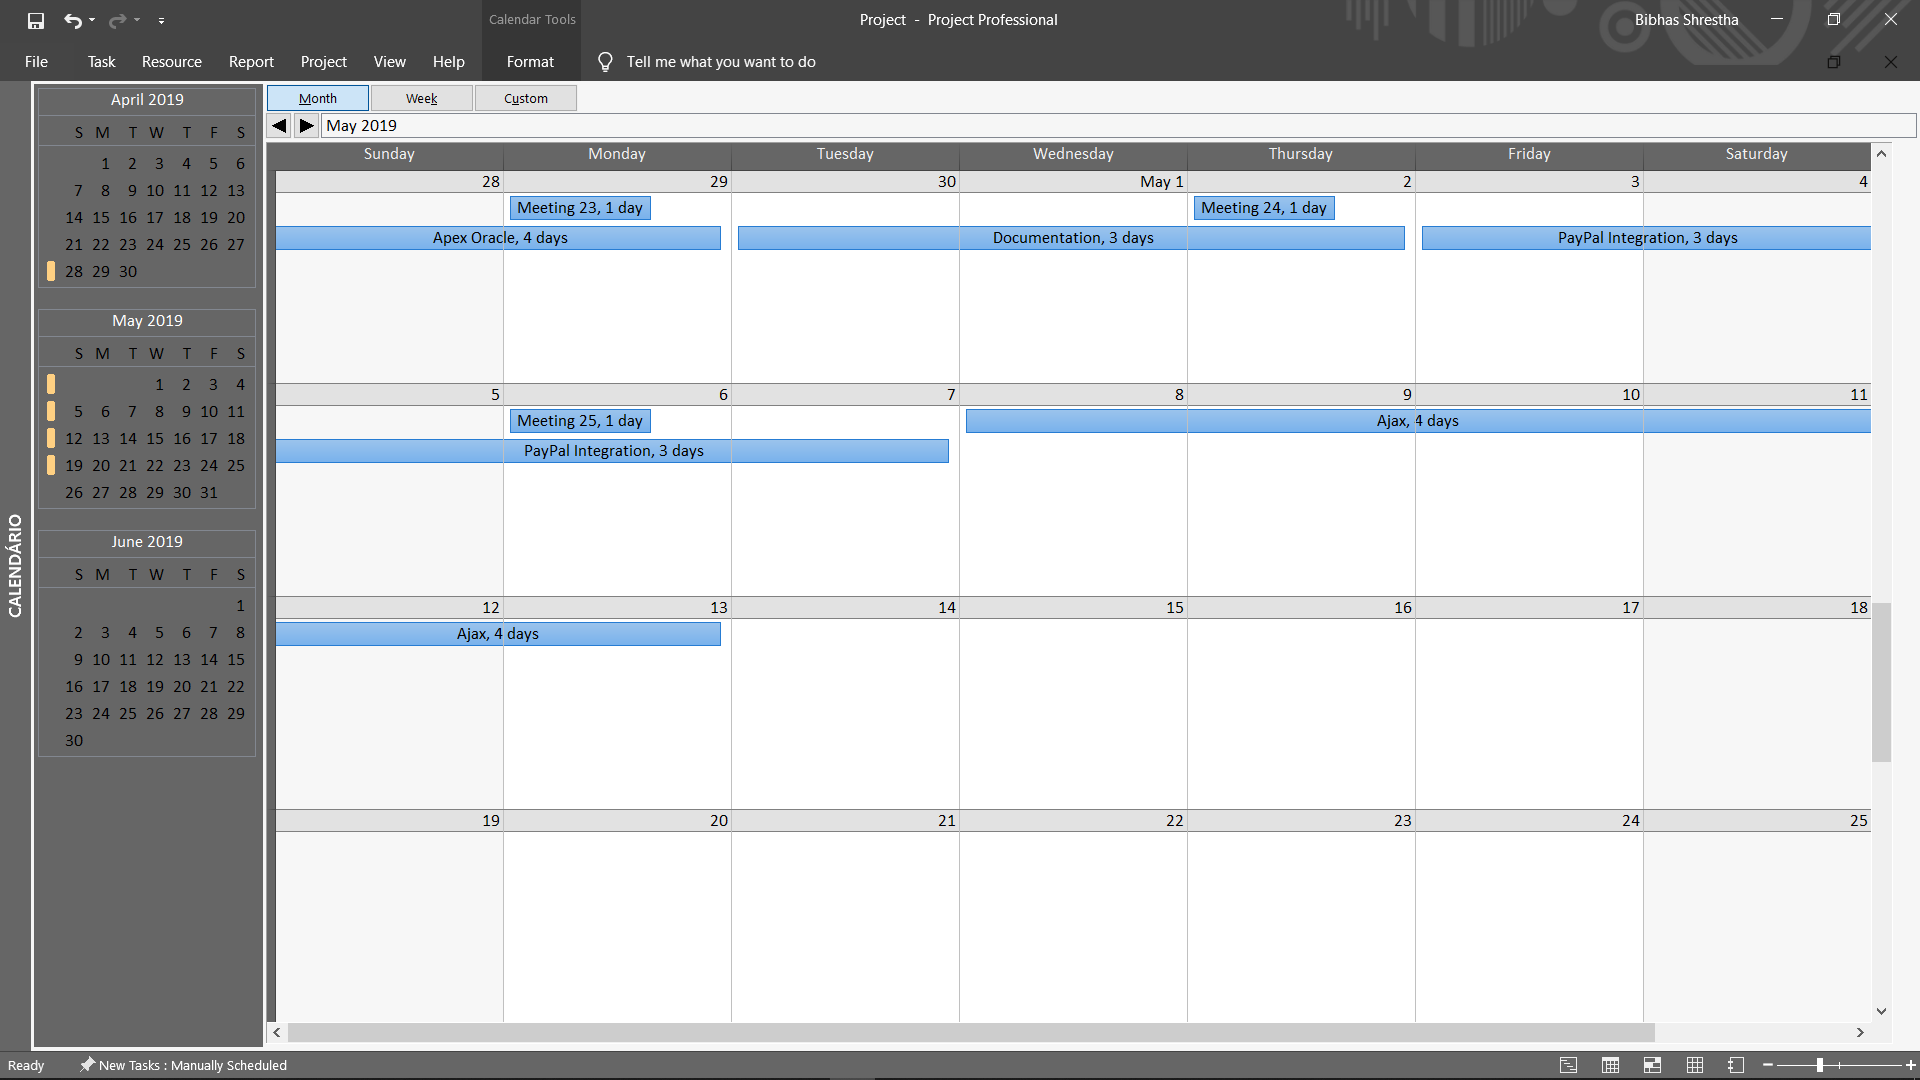 Calendar Tools
Project - Project Professional
Bibhas Shrestha
File Task Resource Report Project View Help Format Tell me what you want to do
CALENDÁRIO
April 2019
S M T W T F S
1 2 3 4 5 6
7 8 9 10 11 12 13
14 15 16 17 18 19 20
21 22 23 24 25 26 27
28 29 30
May 2019
S M T W T F S
1 2 3 4
5 6 7 8 9 10 11
12 13 14 15 16 17 18
19 20 21 22 23 24 25
26 27 28 29 30 31
June 2019
S M T W T F S
1
2 3 4 5 6 7 8
9 10 11 12 13 14 15
16 17 18 19 20 21 22
23 24 25 26 27 28 29
30
Month Week Custom
May 2019
Sunday Monday Tuesday Wednesday Thursday Friday Saturday
28 29 30 May 1 2 3 4
Meeting 23, 1 day Meeting 24, 1 day
Apex Oracle, 4 days Documentation, 3 days PayPal Integration, 3 days
5 6 7 8 9 10 11
Meeting 25, 1 day Ajax, 4 days
PayPal Integration, 3 days
12 13 14 15 16 17 18
Ajax, 4 days
19 20 21 22 23 24 25
Ready New Tasks : Manually Scheduled